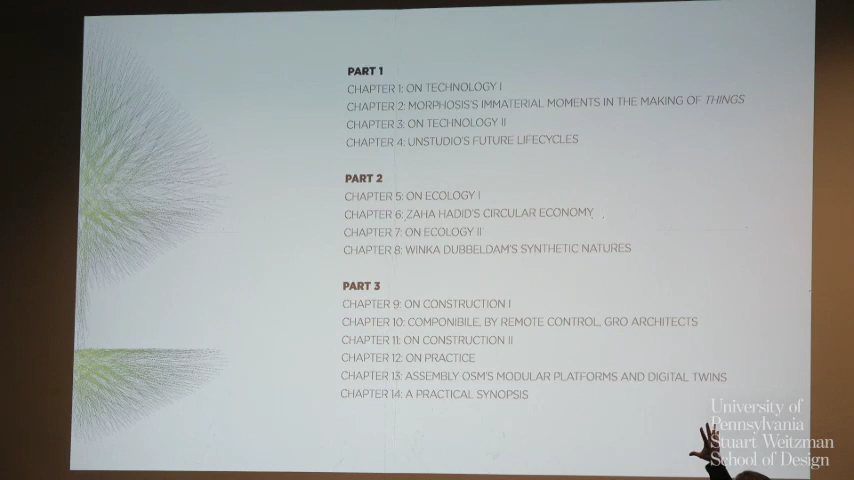 PART 1
CHAPTER 1: ON TECHNOLOGY I
CHAPTER 2: MORPHOSIS'S IMMATERIAL MOMENTS IN THE MAKING OF THINGS
CHAPTER 3: ON TECHNOLOGY II
CHAPTER 4: UNSTUDIO'S FUTURE LIFECYCLES
PART 2
CHAPTER 5: ON ECOLOGY I
CHAPTER 6: ZAHA HADID'S CIRCULAR ECONOMY
CHAPTER 7: ON ECOLOGY II
CHAPTER 8: WINKA DUBBELDAM'S SYNTHETIC NATURES
PART 3
CHAPTER 9: ON CONSTRUCTION I
CHAPTER 10: COMPONIBILE, BY REMOTE CONTROL, GRO ARCHITECTS
CHAPTER 11: ON CONSTRUCTION II
CHAPTER 12: ON PRACTICE
CHAPTER 13: ASSEMBLY OSM'S MODULAR PLATFORMS AND DIGITAL TWINS
CHAPTER 14: A PRACTICAL SYNOPSIS
University of
Pennsylvania
Stuart Weitzman
School of Design